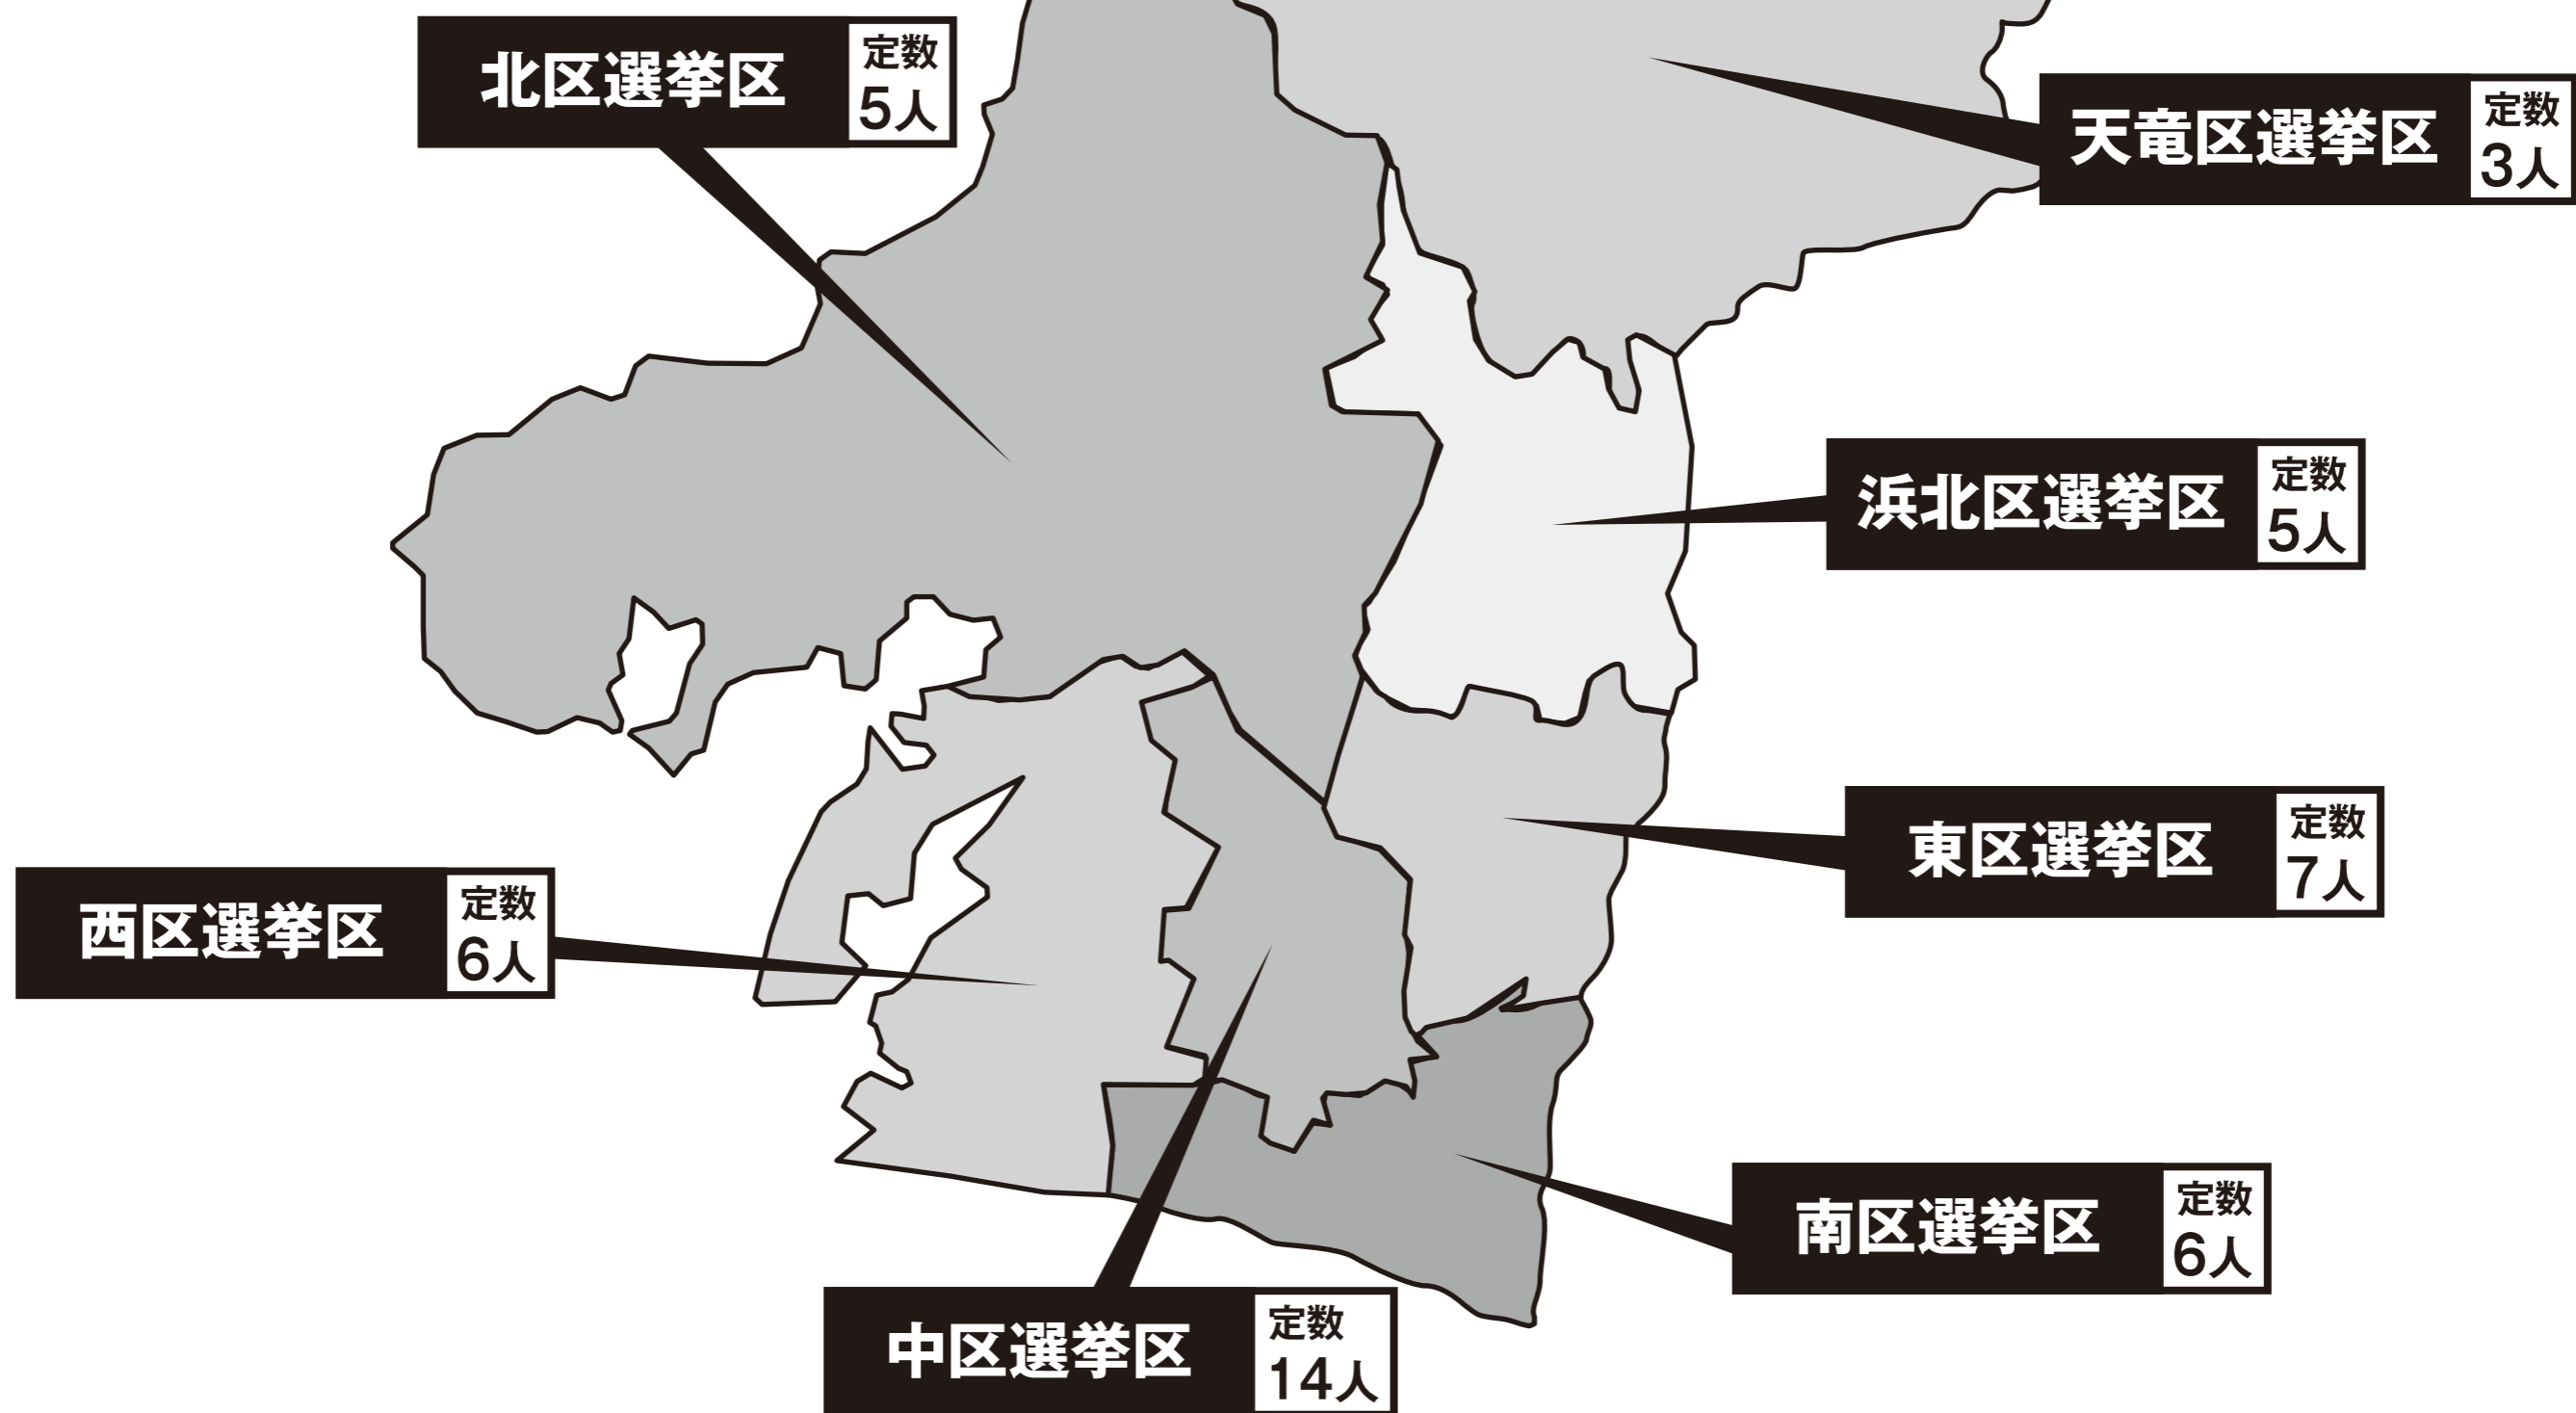 北区選挙区
定数
5人
天竜区選挙区
定数
3人
浜北区選挙区
定数
5人
東区選挙区
定数
7人
西区選挙区
定数
6人
南区選挙区
定数
6人
中区選挙区
定数
14人